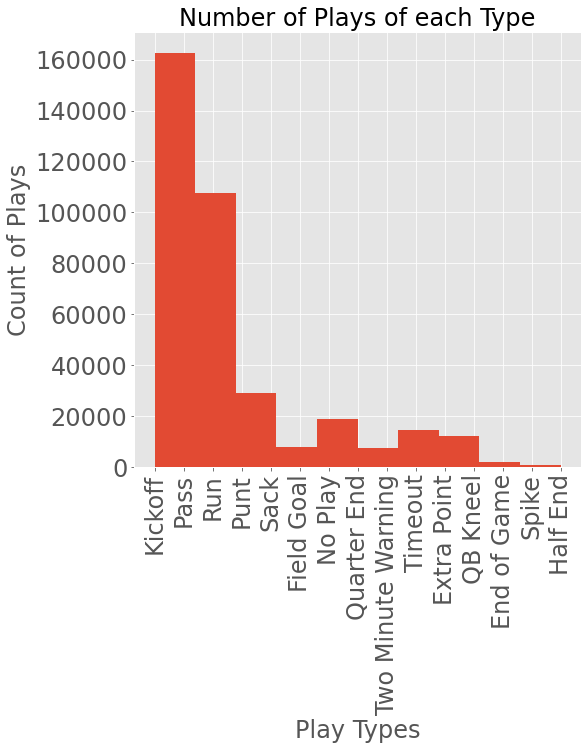 Number of Plays of each Type
Count of Plays
160000
140000
120000
100000
80000
60000
40000
20000
0
Kickoff
Pass
Run
Punt
Sack
Field Goal
No Play
Quarter End
Two Minute Warning
Timeout
Extra Point
QB Kneel
End of Game
Spike
Half End
Play Types